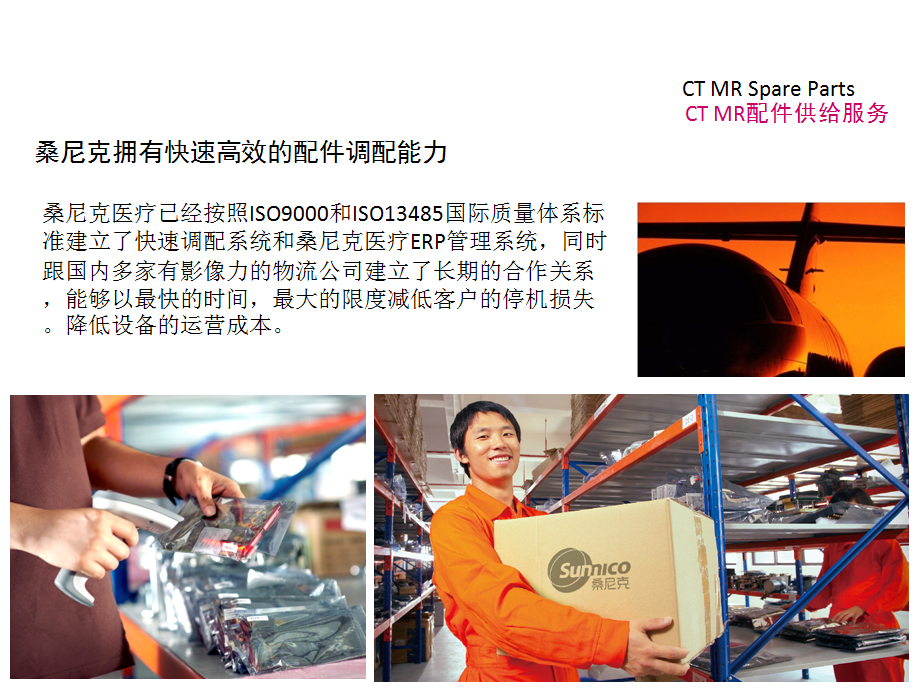 CT MR Spare Parts
CT MR配件供给服务
桑尼克拥有快速高效的配件调配能力
桑尼克医疗已经按照ISO9000和ISO13485国际质量体系标
准建立了快速调配系统和桑尼克医疗ERP管理系统，同时
跟国内多家有影像力的物流公司建立了长期的合作关系
，能够以最快的时间，最大的限度减低客户的停机损失
。降低设备的运营成本。
Sunnico
桑尼克